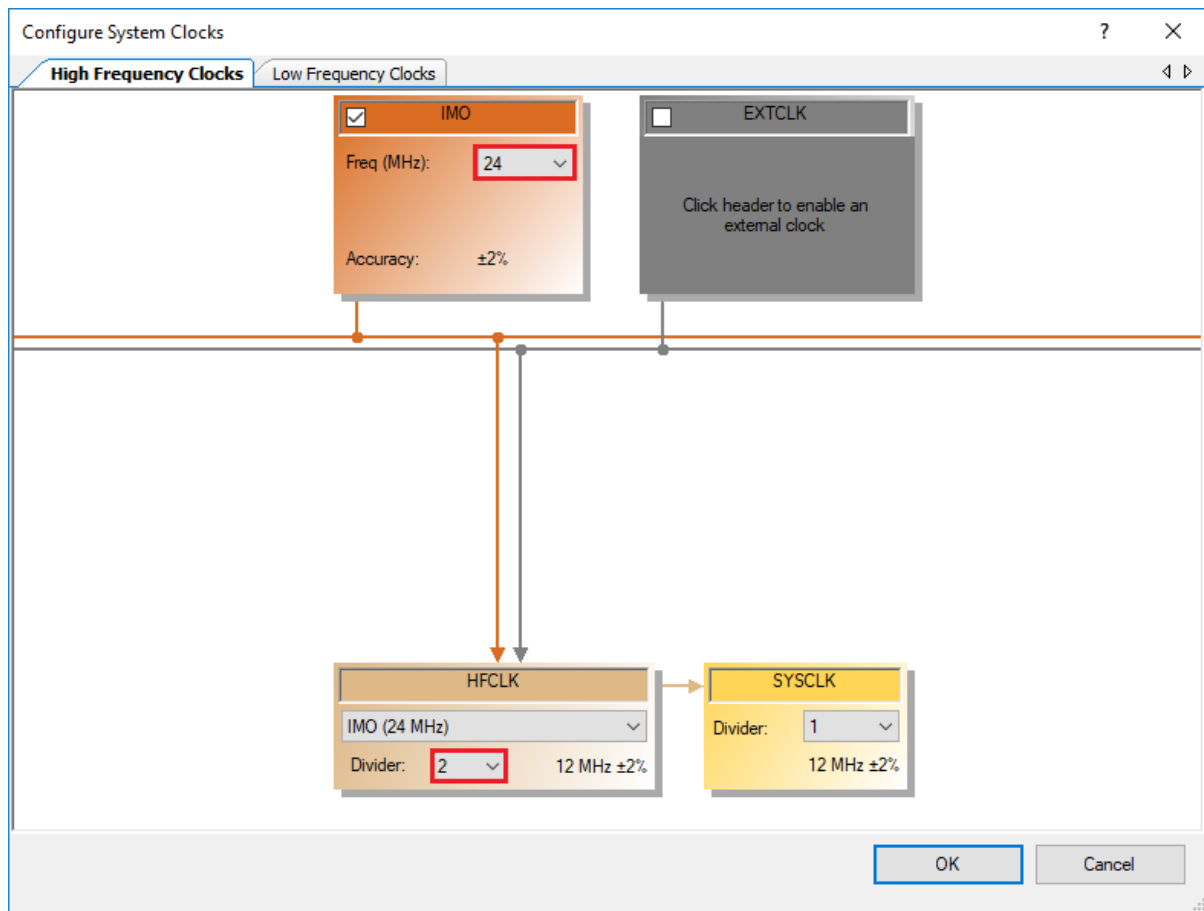 Configure System Clocks
?
High Frequency Clocks
Low Frequency Clocks
IMO
Freq (MHz):
24
Accuracy:
±2%
EXTCLK
Click header to enable an
external clock
HFCLK
IMO (24 MHz)
Divider:
2
12 MHz ±2%
SYSCLK
Divider:
1
12 MHz ±2%
OK
Cancel